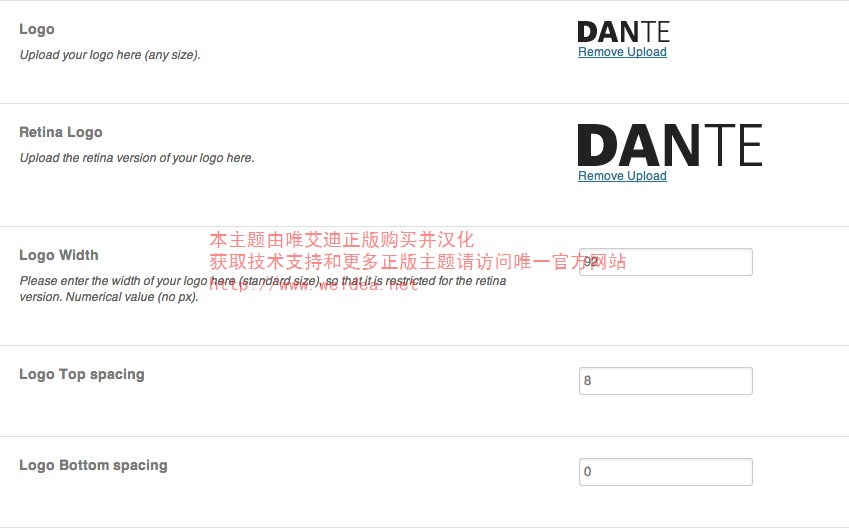 Logo
Upload your logo here (any size).
DANTE
Remove Upload
Retina Logo
Upload the retina version of your logo here.
DANTE
Remove Upload
本主题由唯艾迪正版购买并汉化
获取技术支持和更多正版主题请访问唯一官方网站
http://www.weidea.net
Logo Width
92
Please enter the width of your logo here (standard size), so that it is restricted for the retina
version. Numerical value (no px).
Logo Top spacing
8
Logo Bottom spacing
0